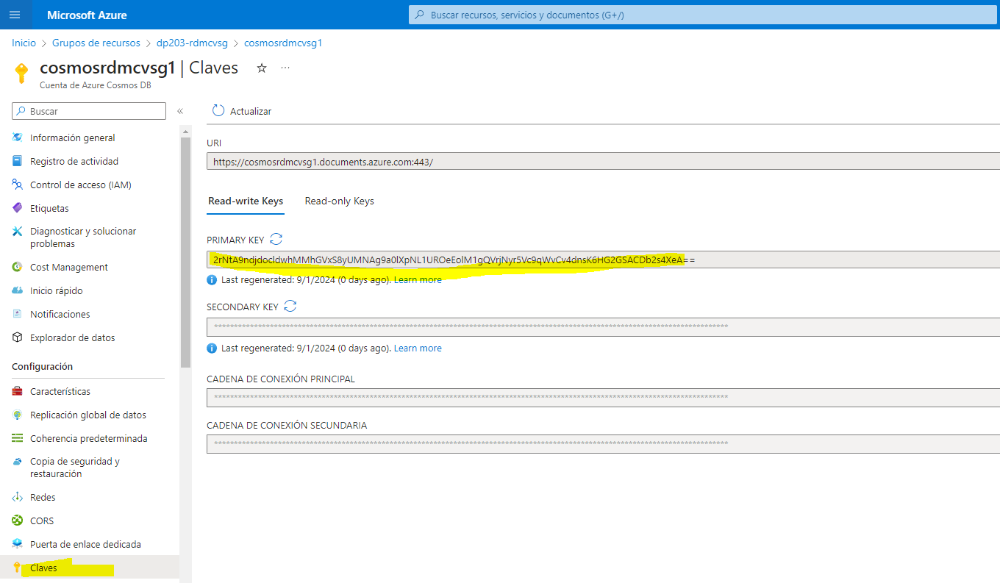 Microsoft Azure
Buscar recursos, servicios y documentos (G+/)
Inicio > Grupos de recursos > dp203-rdmcvsg > cosmosrdmcvsg1
cosmosrdmcvsg1 | Claves
Cuenta de Azure Cosmos DB
Buscar
Información general
Registro de actividad
Control de acceso (IAM)
Etiquetas
Diagnosticar y solucionar
problemas
Cost Management
Inicio rápido
Notificaciones
Explorador de datos
Configuración
Características
Replicación global de datos
Coherencia predeterminada
Copia de seguridad y
restauración
Redes
CORS
Puerta de enlace dedicada
Claves
Actualizar
URI
https://cosmosrdmcvsg1.documents.azure.com:443/
Read-write Keys
Read-only Keys
PRIMARY KEY
Last regenerated: 9/1/2024 (0 days ago). Learn more
SECONDARY KEY
Last regenerated: 9/1/2024 (0 days ago). Learn more
CADENA DE CONEXIÓN PRINCIPAL
CADENA DE CONEXIÓN SECUNDARIA